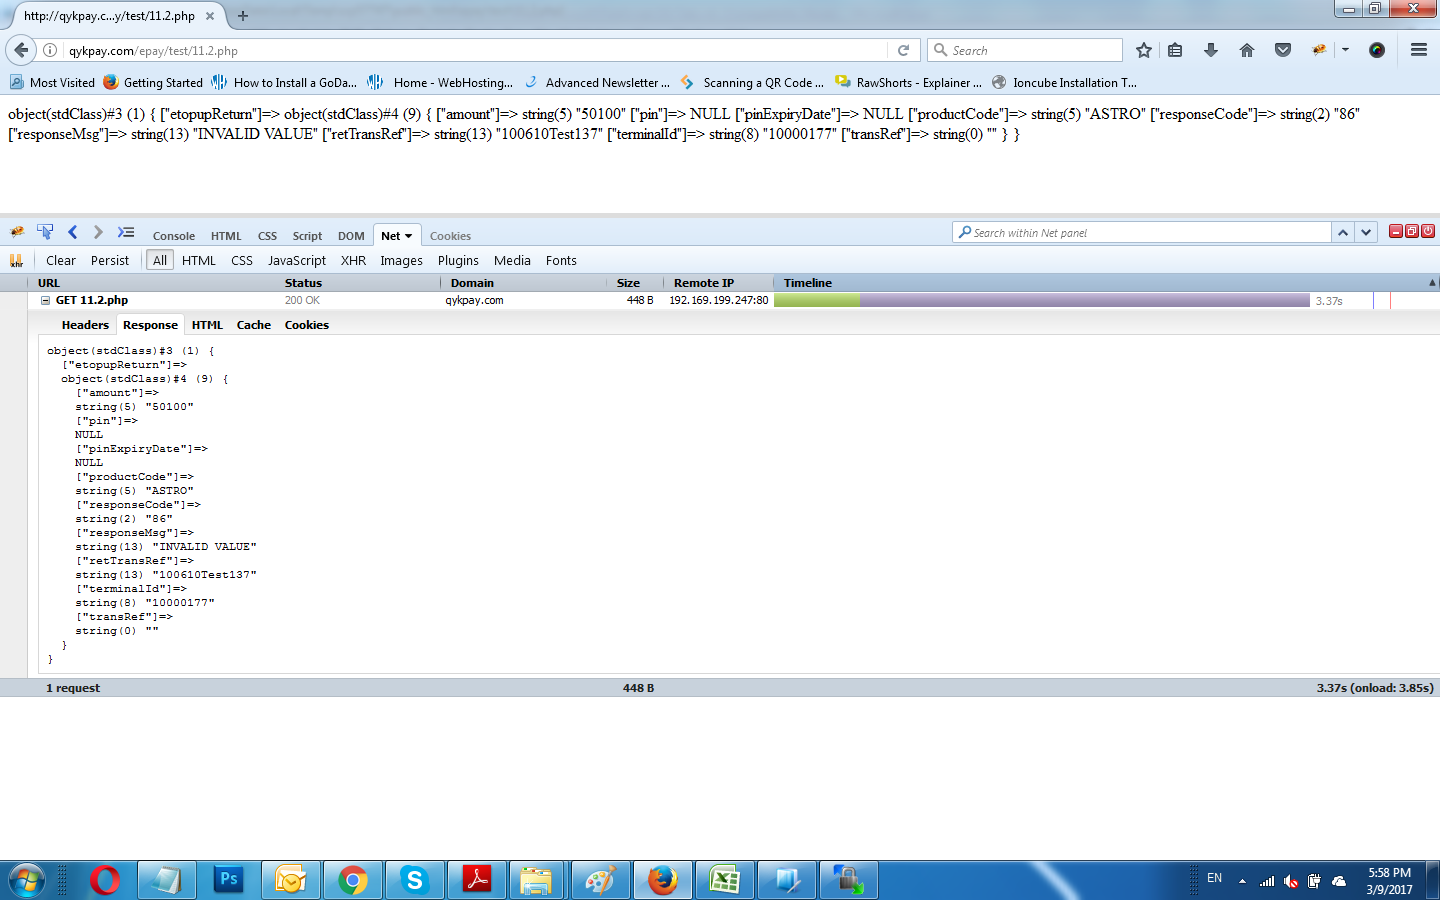 http://qykpay.c...y/test/11.2.php
qykpay.com/epay/test/11.2.php
Search
Most Visited Getting Started How to Install a GoDa... Home - WebHosting... Advanced Newsletter ... Scanning a QR Code ... RawShorts - Explainer ... Ioncube Installation T...
object(stdClass)#3 (1) { ["etopupReturn"]=> object(stdClass)#4 (9) { ["amount"]=> string(5) "50100" ["pin"]=> NULL ["pinExpiryDate"]=> NULL ["productCode"]=> string(5) "ASTRO" ["responseCode"]=> string(2) "86"
["responseMsg"]=> string(13) "INVALID VALUE" ["retTransRef"]=> string(13) "100610Test137" ["terminalId"]=> string(8) "10000177" ["transRef"]=> string(0) "" } }
Console HTML CSS Script DOM Net Cookies
Search within Net panel
xhr Clear Persist All HTML CSS JavaScript XHR Images Plugins Media Fonts
URL Status Domain Size Remote IP Timeline
GET 11.2.php 200 OK qykpay.com 448 B 192.169.199.247:80 3.37s
Headers Response HTML Cache Cookies
object(stdClass)#3 (1) {
["etopupReturn"]=>
object(stdClass)#4 (9) {
["amount"]=>
string(5) "50100"
["pin"]=>
NULL
["pinExpiryDate"]=>
NULL
["productCode"]=>
string(5) "ASTRO"
["responseCode"]=>
string(2) "86"
["responseMsg"]=>
string(13) "INVALID VALUE"
["retTransRef"]=>
string(13) "100610Test137"
["terminalId"]=>
string(8) "10000177"
["transRef"]=>
string(0) ""
}
}
1 request 448 B 3.37s (onload: 3.85s)
Ps
EN
5:58 PM
3/9/2017